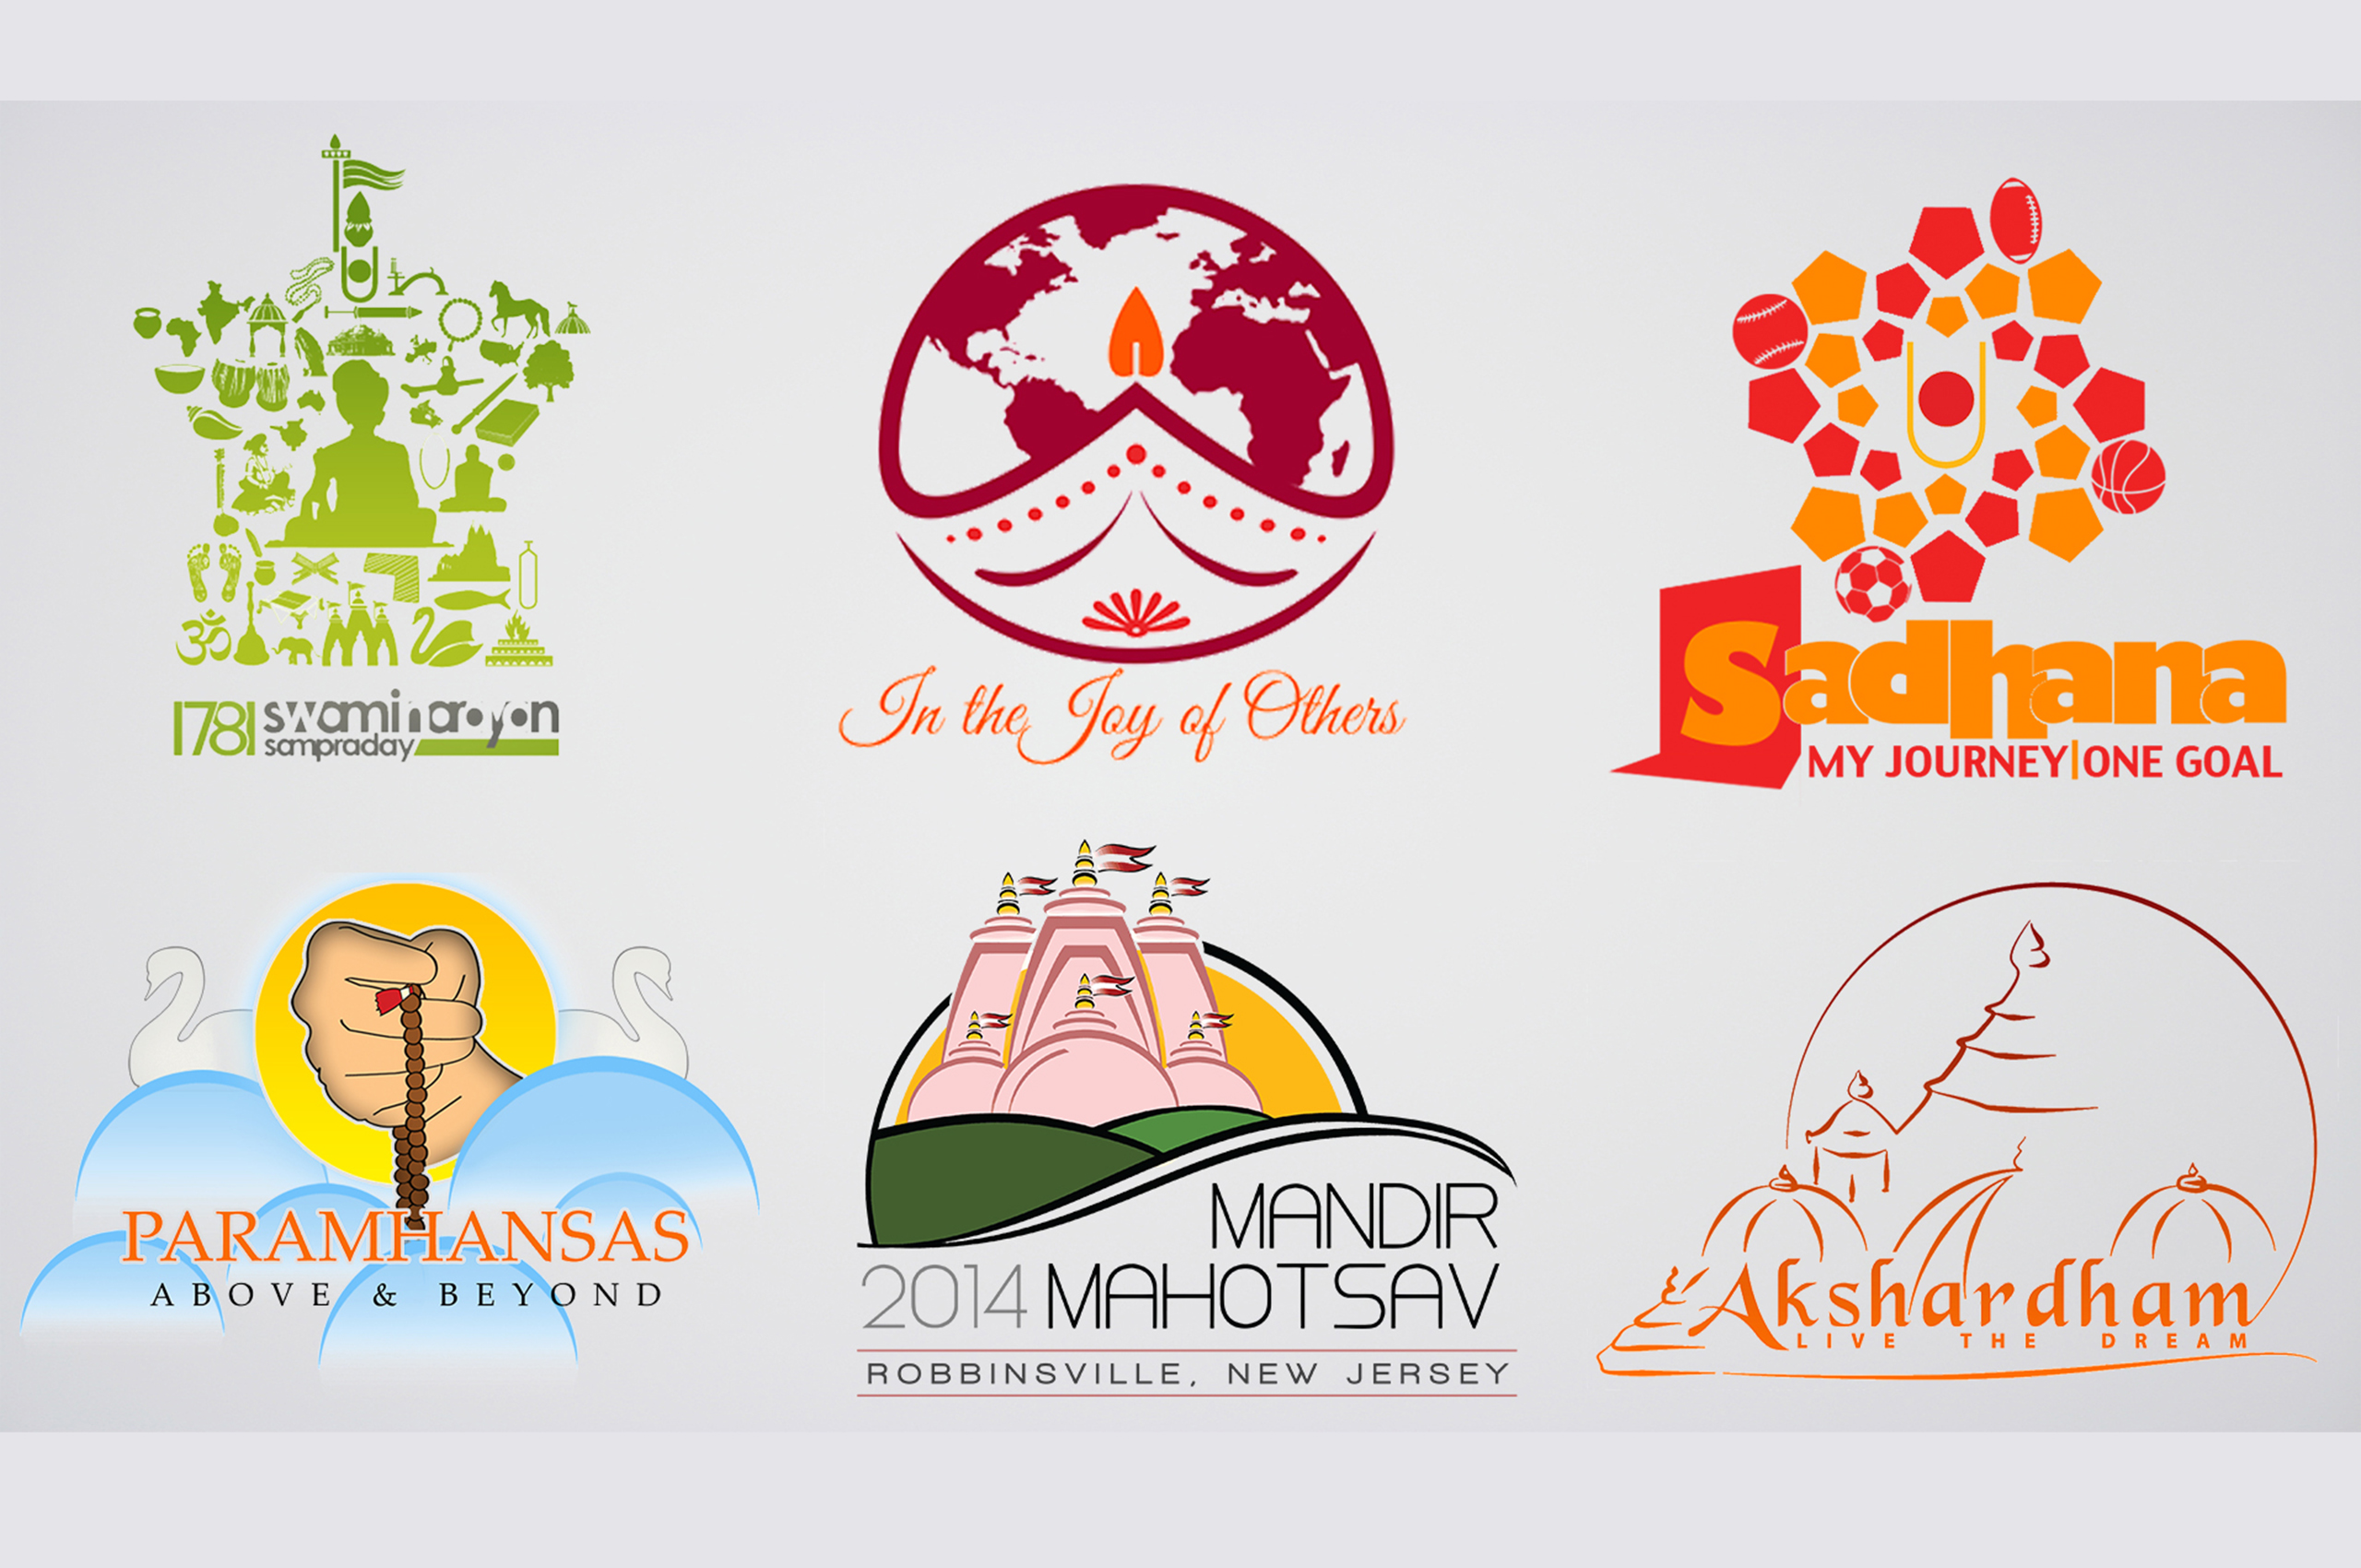 1781 swaminarayan
sampraday
In the Joy of Others
Sadhana
MY JOURNEY|ONE GOAL
PARAMHANSAS
ABOVE & BEYOND
MANDIR
2014 MAHOTSAV
ROBBINSVILLE, NEW JERSEY
Akshardham
LIVE THE DREAM
ॐ